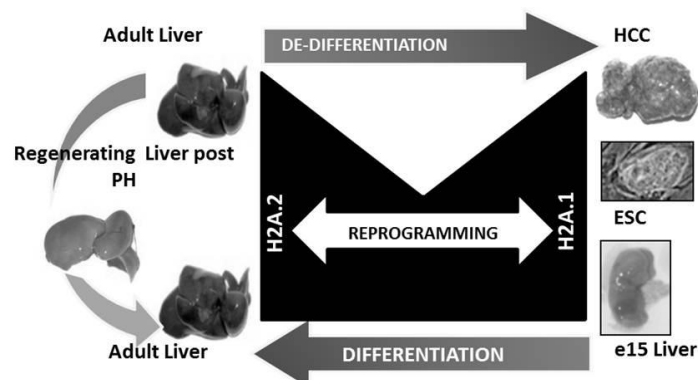 Adult Liver
DE-DIFFERENTIATION
HCC
Regenerating Liver post
PH
H2A.2
REPROGRAMMING
H2A.1
ESC
Adult Liver
DIFFERENTIATION
e15 Liver